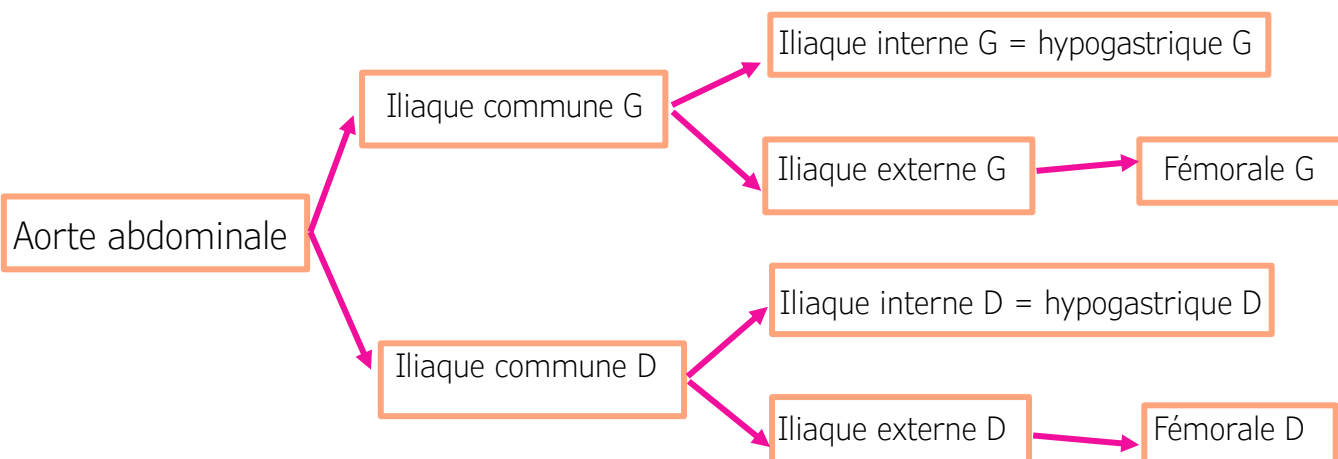 Iliaque interne G = hypogastrique G
Iliaque commune G
Iliaque externe G
Fémorale G
Aorte abdominale
Iliaque interne D = hypogastrique D
Iliaque commune D
Iliaque externe D
Fémorale D